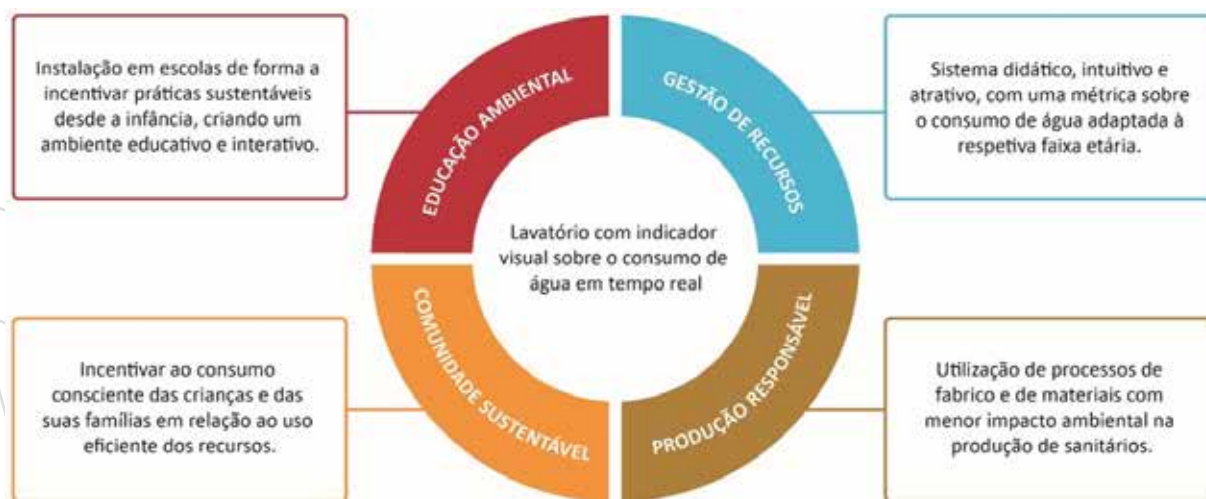 Instalação em escolas de forma a
incentivar práticas sustentáveis
desde a infância, criando um
ambiente educativo e interativo.
EDUCAÇÃO AMBIENTAL
GESTÃO DE RECURSOS
Sistema didático, intuitivo e
atrativo, com uma métrica sobre
o consumo de água adaptada à
respetiva faixa etária.
Lavatório com indicador
visual sobre o consumo de
água em tempo real
Incentivar ao consumo
consciente das crianças e das
suas famílias em relação ao uso
eficiente dos recursos.
COMUNIDADE SUSTENTÁVEL
PRODUÇÃO RESPONSÁVEL
Utilização de processos de
fabrico e de materiais com
menor impacto ambiental na
produção de sanitários.